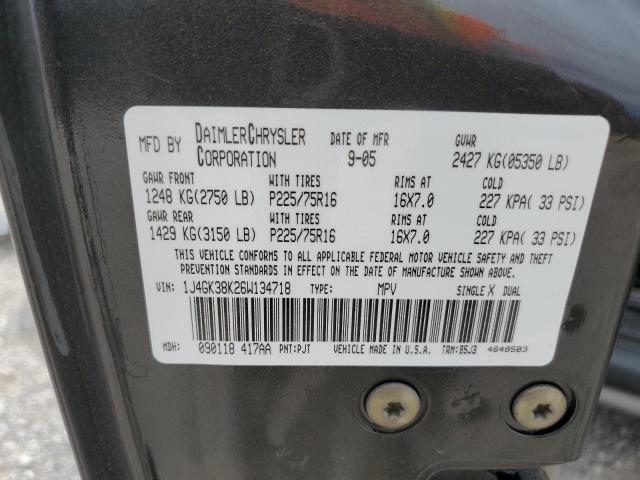 MFD BY DAIMLERCHRYSLER CORPORATION DATE OF MFR 9-05 GVWR 2427 KG(05350 LB)
GAWR FRONT WITH TIRES RIMS AT COLD
1248 KG(2750 LB) P225/75R16 16X7.0 227 KPA( 33 PSI)
GAWR REAR WITH TIRES RIMS AT COLD
1429 KG(3150 LB) P225/75R16 16X7.0 227 KPA( 33 PSI)
THIS VEHICLE CONFORMS TO ALL APPLICABLE FEDERAL MOTOR VEHICLE SAFETY AND THEFT
PREVENTION STANDARDS IN EFFECT ON THE DATE OF MANUFACTURE SHOWN ABOVE.
VIN: 1J4GK38K26W134718 TYPE: MPV SINGLE X DUAL
MDH: 090118 417AA PNT:PJT VEHICLE MADE IN U.S.A. TRM:B5J3 4648503